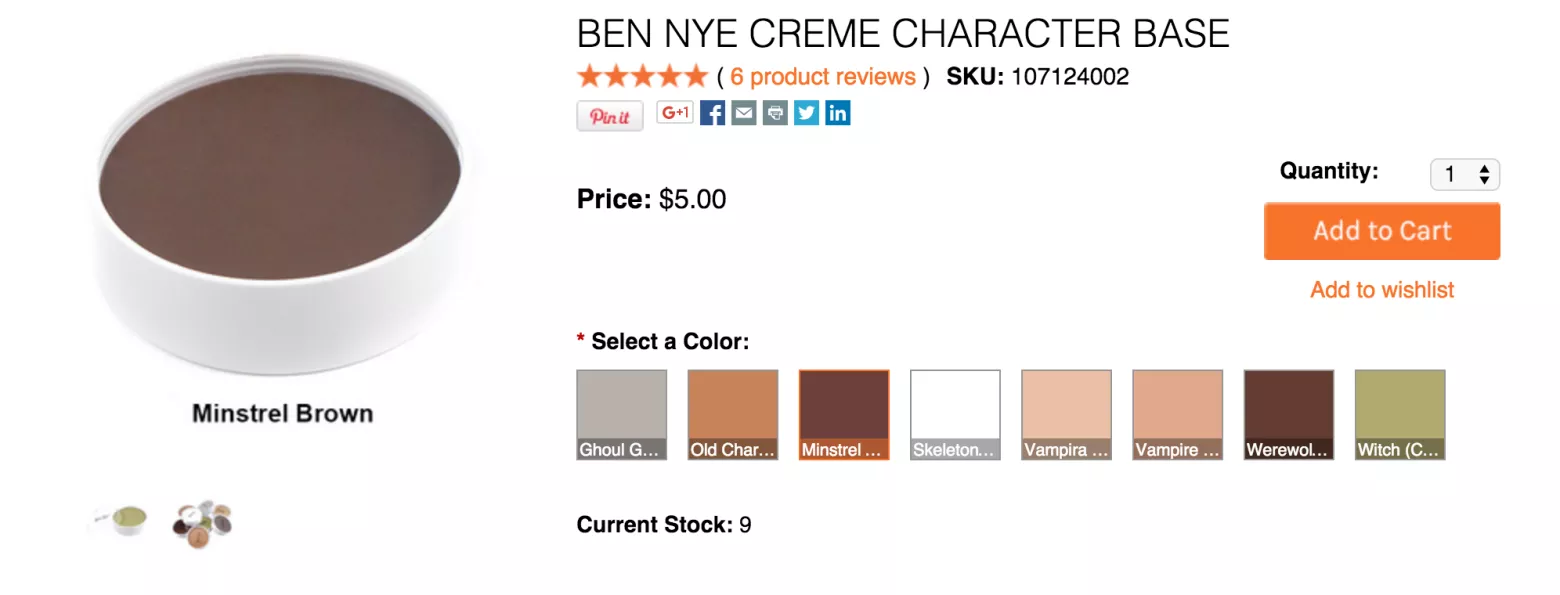 BEN NYE CREME CHARACTER BASE
( 6 product reviews ) SKU: 107124002
Pin it G+1 f in
Price: $5.00
Quantity: 1
Add to Cart
Add to wishlist
* Select a Color:
Ghoul G... Old Char... Minstrel ... Skeleton... Vampira ... Vampire ... Werewol... Witch (C...
Minstrel Brown
Current Stock: 9